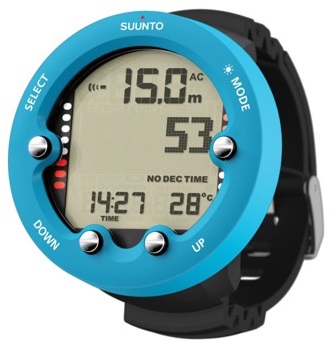 SUUNTO
SELECT
MODE
15.0 AC
m
53
NO DEC TIME
14:27 28°C
TIME
DOWN
UP